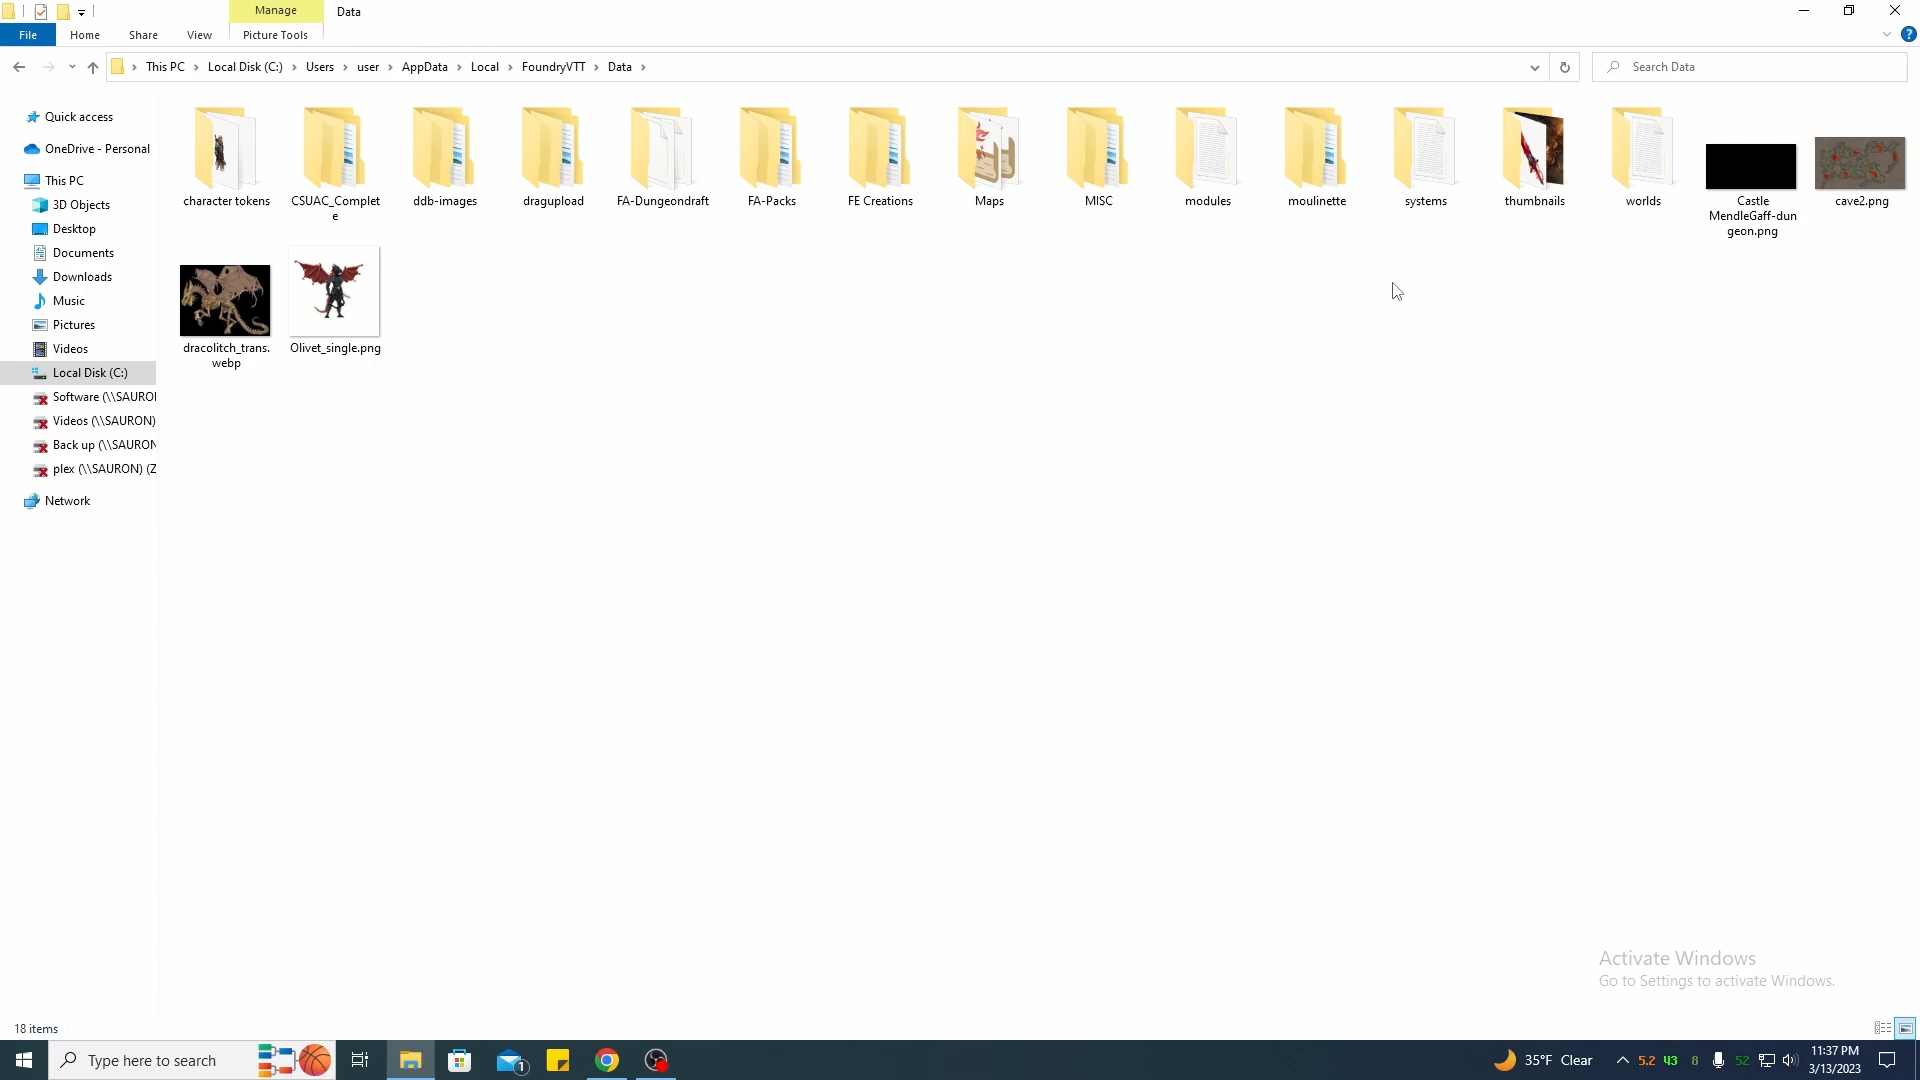 Manage
Data
File
Home
Share
View
Picture Tools
This PC
Local Disk (C:)
Users
user
AppData
Local
FoundryVTT
Data
Search Data
Quick access
OneDrive - Personal
This PC
3D Objects
Desktop
Documents
Downloads
Music
Pictures
Videos
Local Disk (C:)
Software (\\SAURO
Videos (\\SAURON)
Back up (\\SAURON
plex (\\SAURON) (Z
Network
character tokens
CSUAC_Complet
e
ddb-images
dragupload
FA-Dungeondraft
FA-Packs
FE Creations
Maps
MISC
modules
moulinette
systems
thumbnails
worlds
Castle
MendleGaff-dun
geon.png
cave2.png
dracolitch_trans.
webp
Olivet_single.png
Activate Windows
Go to Settings to activate Windows.
18 items
Type here to search
1
35°F Clear
5.2
43
8
52
11:37 PM
3/13/2023